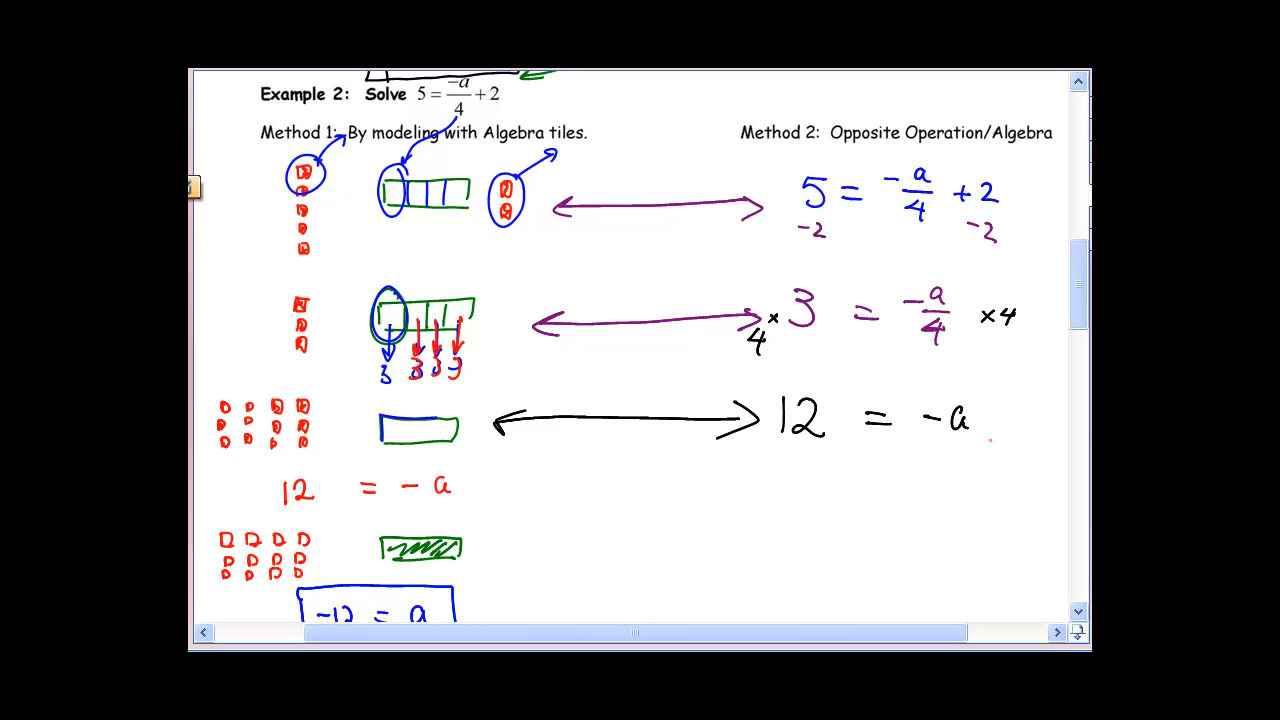 Example 2: Solve 5 = -a/4 + 2
Method 1: By modeling with Algebra tiles.
Method 2: Opposite Operation/Algebra
5 = -a/4 + 2
-2 -2
4 × 3 = -a/4 × 4
3 3 3 3
12 = -a
12 = -a
-12 = a